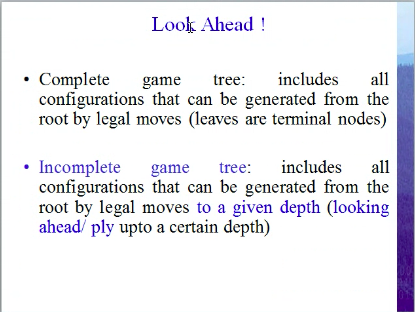 Look Ahead !
• Complete game tree: includes all
configurations that can be generated from the
root by legal moves (leaves are terminal nodes)
• Incomplete game tree: includes all
configurations that can be generated from the
root by legal moves to a given depth (looking
ahead/ ply upto a certain depth)